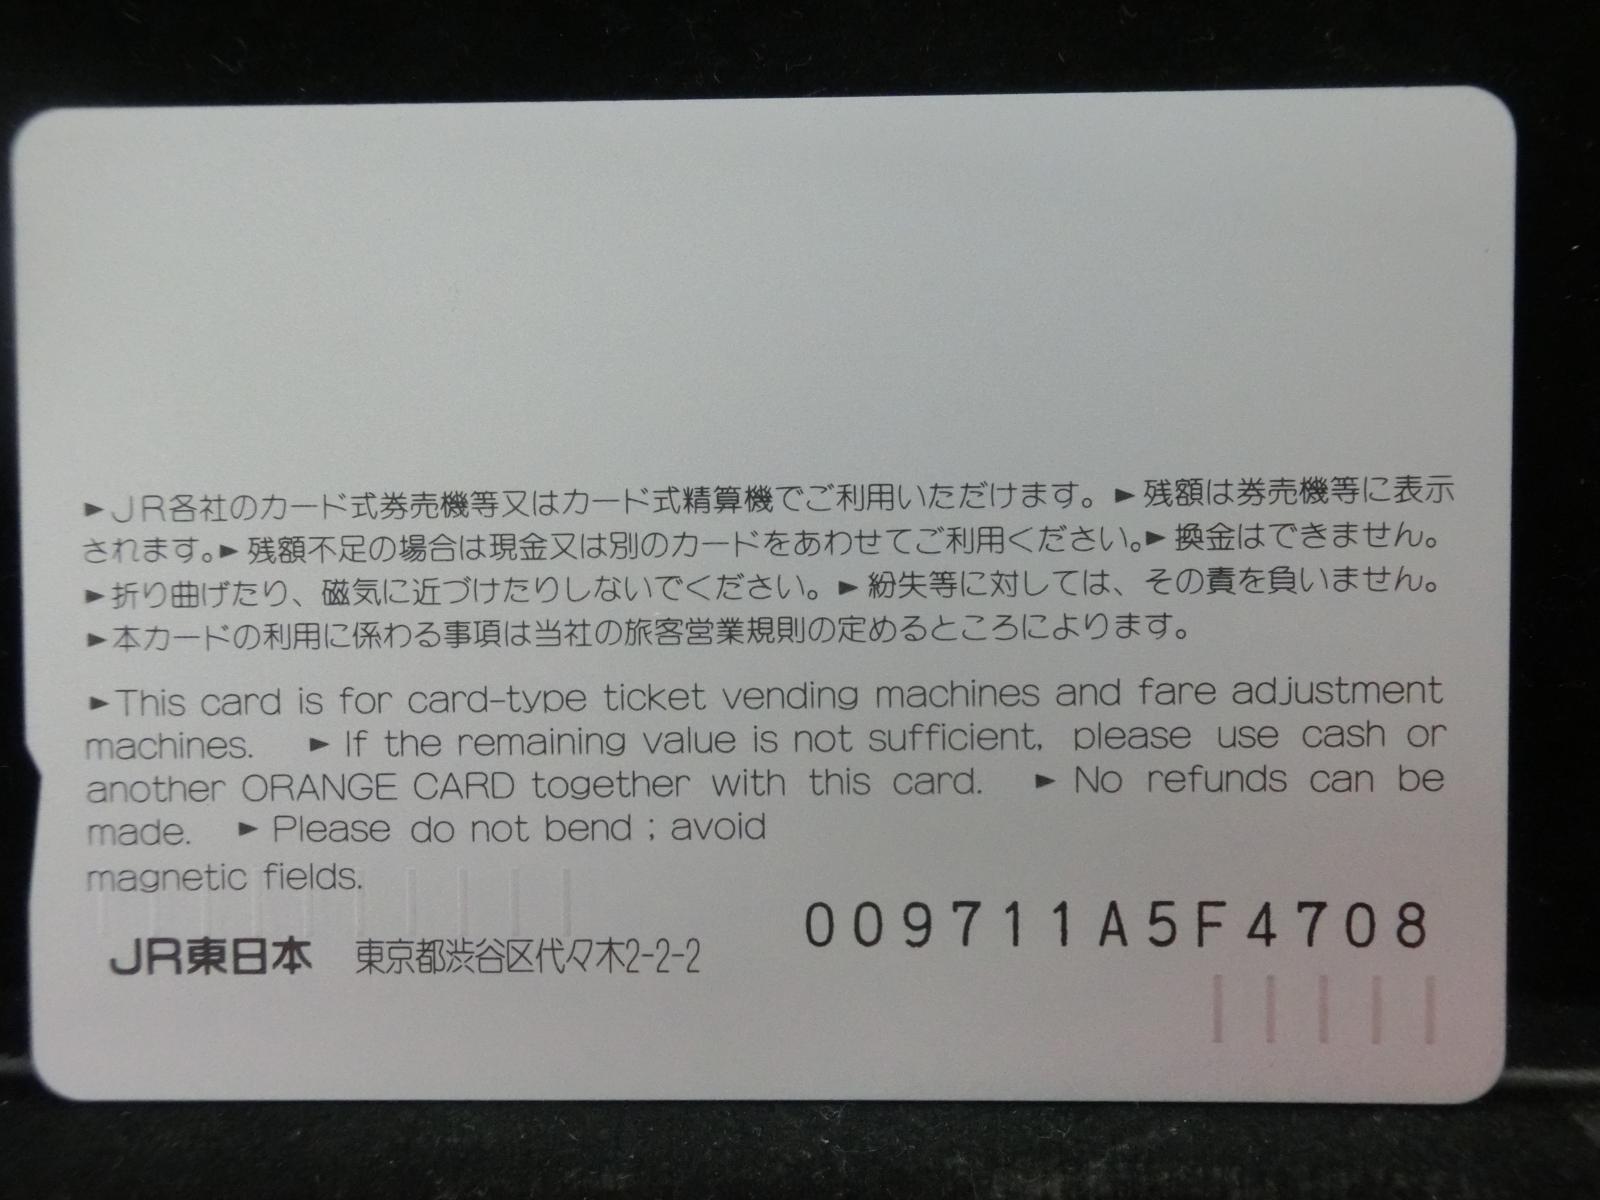 ►JR各社のカード式券売機等又はカード式精算機でご利用いただけます。►残額は券売機等に表示
されます。►残額不足の場合は現金又は別のカードをあわせてご利用ください。►換金はできません。
►折り曲げたり、磁気に近づけたりしないでください。►紛失等に対しては、その責を負いません。
►本カードの利用に係わる事項は当社の旅客営業規則の定めるところによります。
►This card is for card-type ticket vending machines and fare adjustment
machines. ►If the remaining value is not sufficient, please use cash or
another ORANGE CARD together with this card. ►No refunds can be
made. ►Please do not bend ; avoid
magnetic fields.
JR東日本 東京都渋谷区代々木2-2-2
009711A5F4708